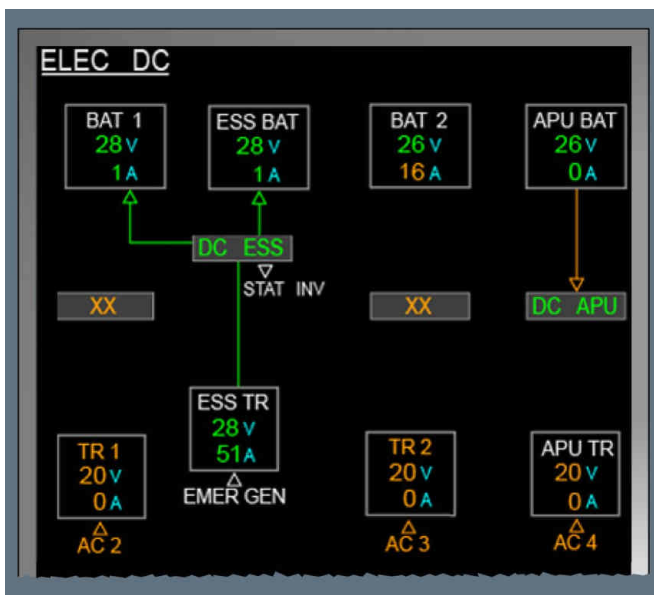 ELEC DC
BAT 1
28 V
1 A
ESS BAT
28 V
1 A
BAT 2
26 V
16 A
APU BAT
26 V
0 A
DC ESS
STAT INV
XX
XX
DC APU
ESS TR
28 V
51 A
EMER GEN
TR 1
20 V
0 A
AC 2
TR 2
20 V
0 A
AC 3
APU TR
20 V
0 A
AC 4